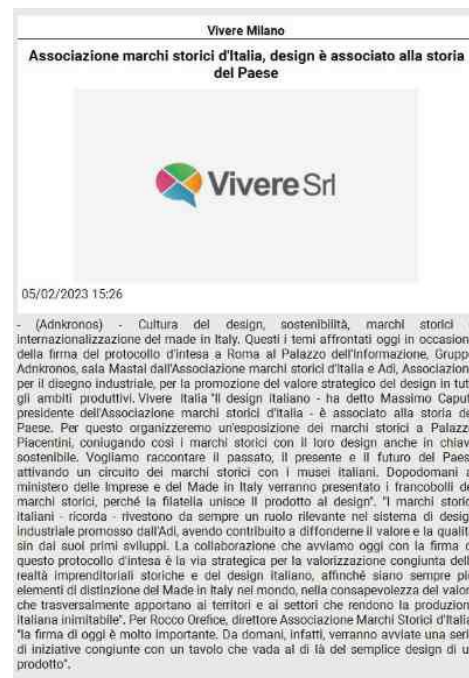 Vivere Milano
Associazione marchi storici d'Italia, design è associato alla storia
del Paese
Vivere Srl
05/02/2023 15:26
- (Adnkronos) - Cultura del design, sostenibilità, marchi storici
internazionalizzazione del made in Italy. Questi i temi affrontati oggi in occasion
della firma del protocollo d'intesa a Roma al Palazzo dell'Informazione, Grupp
Adnkronos, sala Mastai dall'Associazione marchi storici d'Italia e Adi, Association
per il disegno industriale, per la promozione del valore strategico del design in tut
gli ambiti produttivi. Vivere Italia "Il design italiano - ha detto Massimo Caput
presidente dell'Associazione marchi storici d'Italia - è associato alla storia de
Paese. Per questo organizzeremo un'esposizione dei marchi storici a Palazz
Piacentini, coniugando così i marchi storici con il loro design anche in chiav
sostenibile. Vogliamo raccontare il passato, il presente e il futuro del Paes
attivando un circuito dei marchi storici con i musei italiani. Dopodomani a
ministero delle Imprese e del Made in Italy verranno presentato i francobolli de
marchi storici, perché la filatelia unisce il prodotto al design". "I marchi storic
italiani - ricorda - rivestono da sempre un ruolo rilevante nel sistema di desig
industriale promosso dall'Adi, avendo contribuito a diffonderne il valore e la qualit
sin dai suoi primi sviluppi. La collaborazione che avviamo oggi con la firma d
questo protocollo d'intesa è la via strategica per la valorizzazione congiunta dell
realtà imprenditoriali storiche e del design italiano, affinché siano sempre pi
elementi di distinzione del Made in Italy nel mondo, nella consapevolezza del valor
che trasversalmente apportano ai territori e ai settori che rendono la produzion
italiana inimitabile". Per Rocco Orefice, direttore Associazione Marchi Storici d'Italia
"la firma di oggi è molto importante. Da domani, infatti, verranno avviate una seri
di iniziative congiunte con un tavolo che vada al di là del semplice design di u
prodotto".